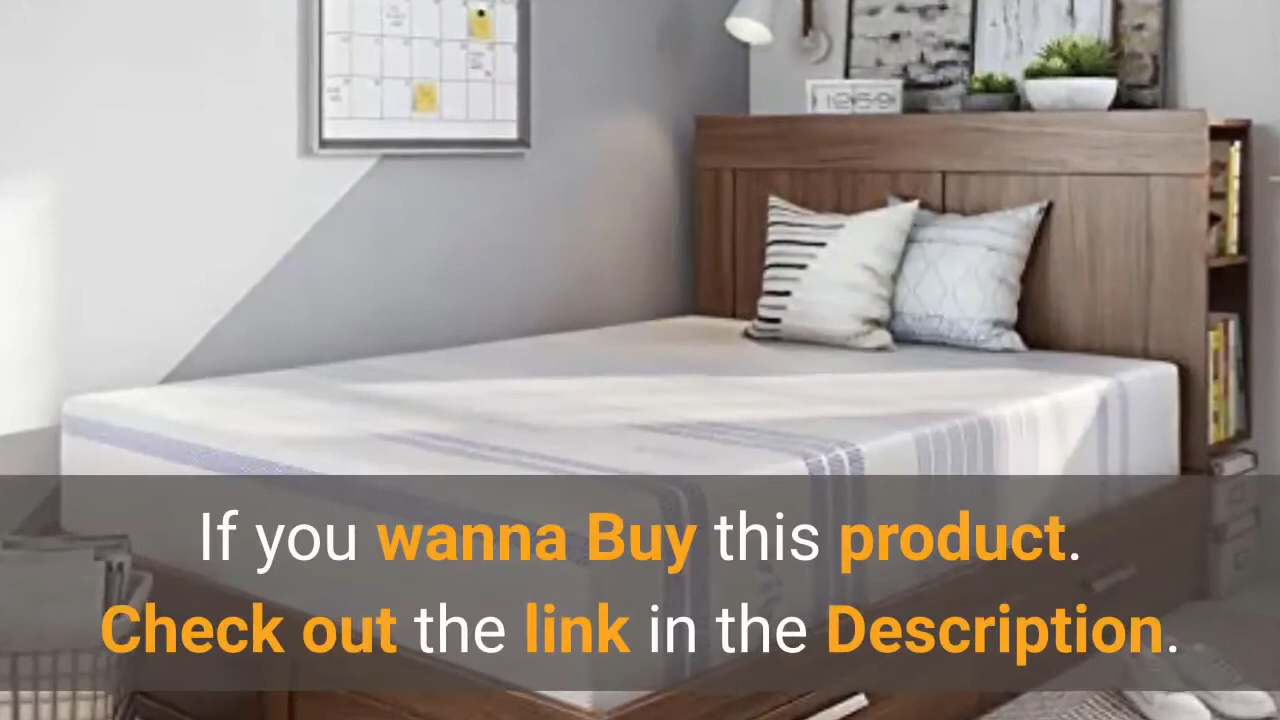 If you wanna Buy this product.
Check out the link in the Description.